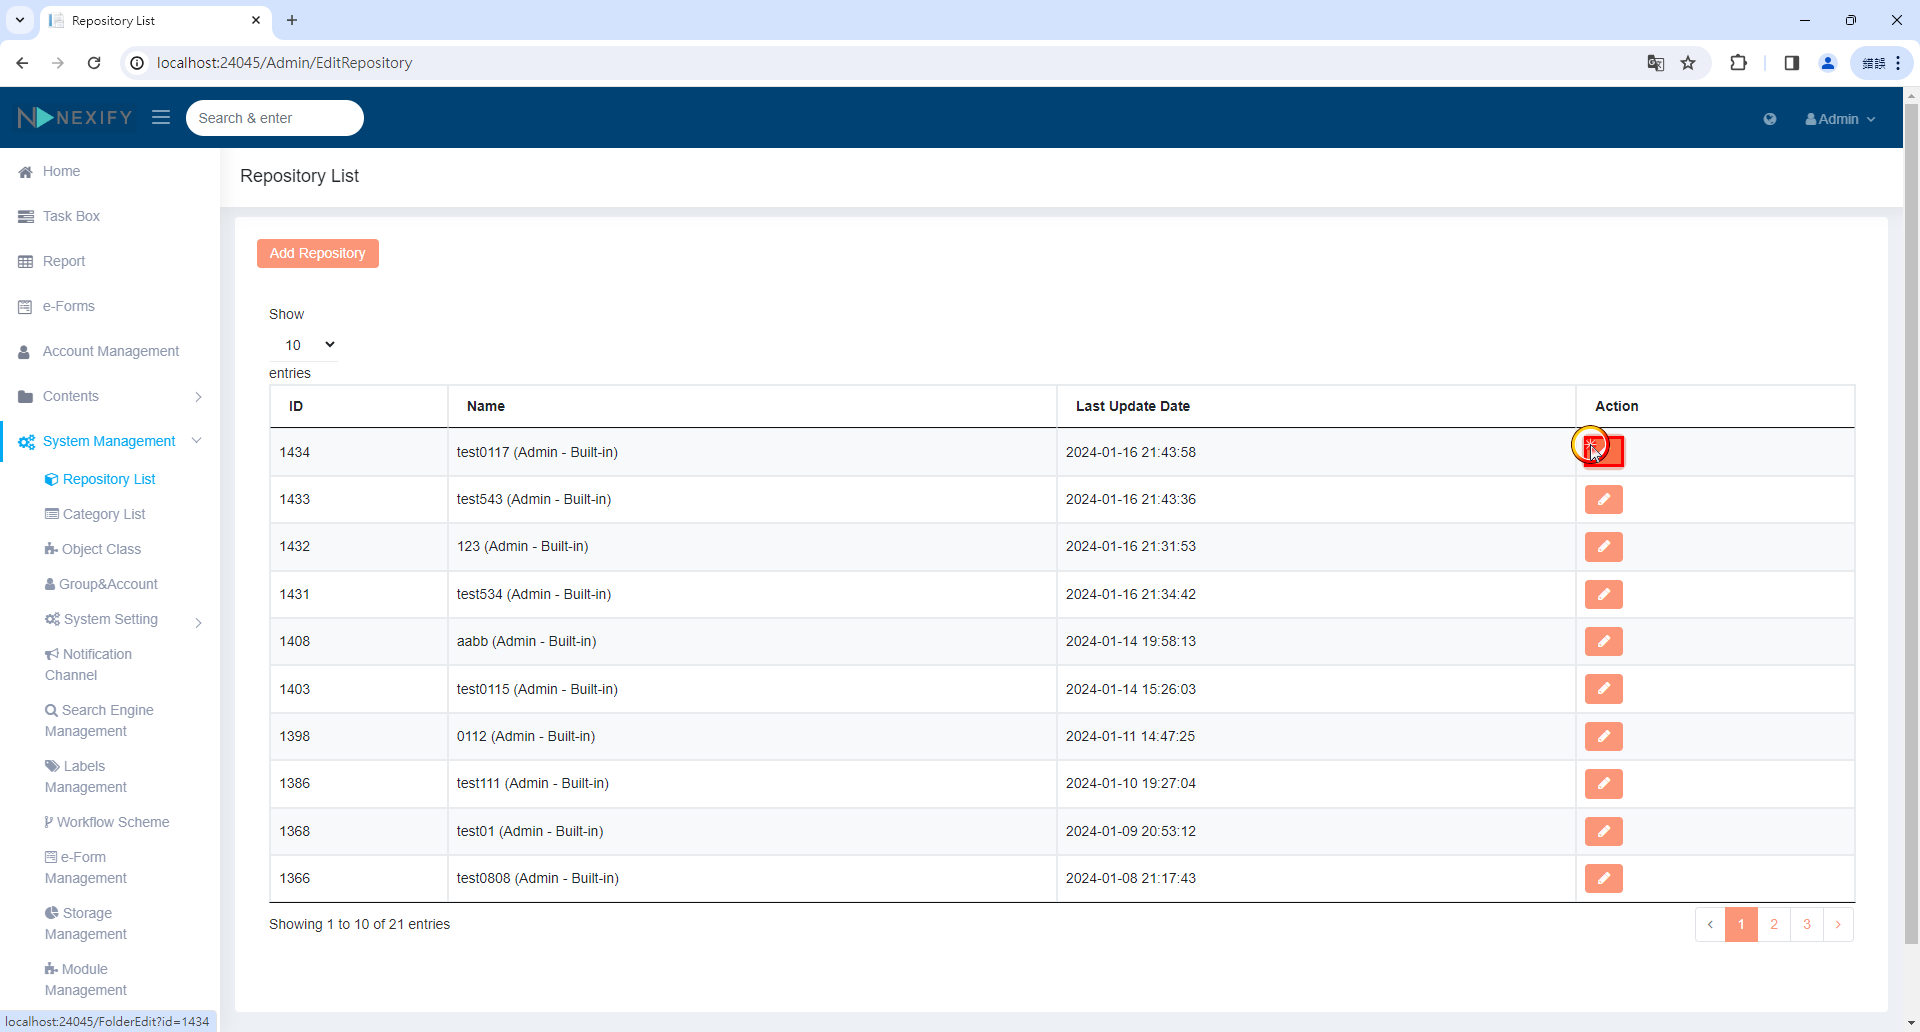 Repository List
localhost:24045/Admin/EditRepository
錯誤
NEXIFY
Search & enter
Admin
Home
Task Box
Report
e-Forms
Account Management
Contents
System Management
Repository List
Category List
Object Class
Group&Account
System Setting
Notification
Channel
Search Engine
Management
Labels
Management
Workflow Scheme
e-Form
Management
Storage
Management
Module
Management
localhost:24045/FolderEdit?id=1434
Repository List
Add Repository
Show
10
entries
ID Name Last Update Date Action
1434 test0117 (Admin - Built-in) 2024-01-16 21:43:58
1433 test543 (Admin - Built-in) 2024-01-16 21:43:36
1432 123 (Admin - Built-in) 2024-01-16 21:31:53
1431 test534 (Admin - Built-in) 2024-01-16 21:34:42
1408 aabb (Admin - Built-in) 2024-01-14 19:58:13
1403 test0115 (Admin - Built-in) 2024-01-14 15:26:03
1398 0112 (Admin - Built-in) 2024-01-11 14:47:25
1386 test111 (Admin - Built-in) 2024-01-10 19:27:04
1368 test01 (Admin - Built-in) 2024-01-09 20:53:12
1366 test0808 (Admin - Built-in) 2024-01-08 21:17:43
Showing 1 to 10 of 21 entries
‹ 1 2 3 ›